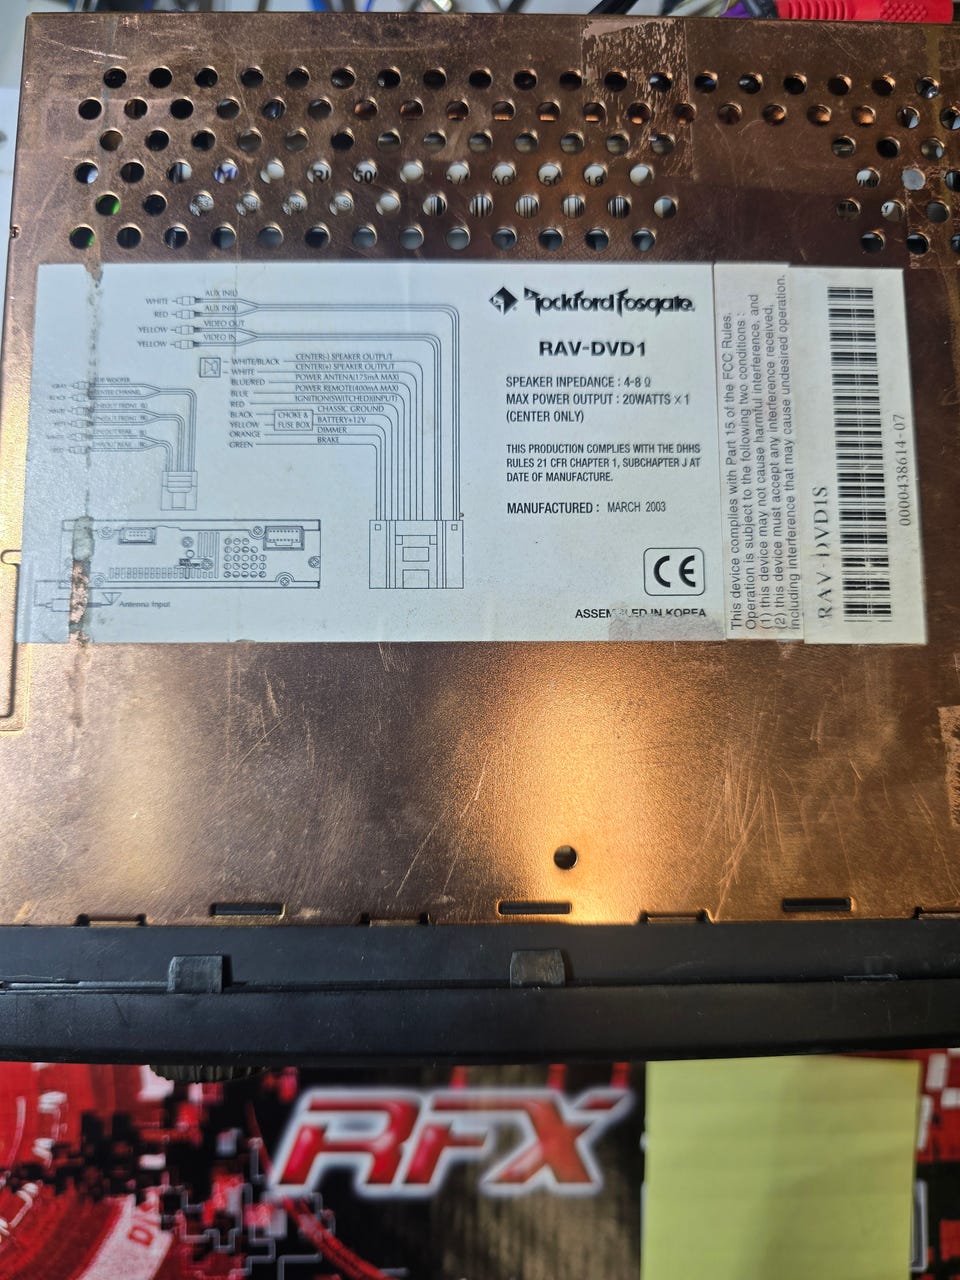 Rockford Fosgate.
RAV-DVD1
SPEAKER INPEDANCE : 4-8 Ω
MAX POWER OUTPUT : 20WATTS × 1
(CENTER ONLY)
THIS PRODUCTION COMPLIES WITH THE DHHS
RULES 21 CFR CHAPTER 1, SUBCHAPTER J AT
DATE OF MANUFACTURE.
MANUFACTURED : MARCH 2003
CE
ASSEMBLED IN KOREA
WHITE AUX IN(L)
RED AUX IN(R)
YELLOW VIDEO OUT
YELLOW VIDEO IN
WHITE/BLACK CENTER(-) SPEAKER OUTPUT
WHITE CENTER(+) SPEAKER OUTPUT
BLUE/RED POWER ANTENA(175mA MAX)
BLUE POWER REMOTE(400mA MAX)
RED IGNITION(SWITCHED)(INPUT)
BLACK CHASSIC GROUND
YELLOW CHOKE & FUSE BOX BATTERY+12V
ORANGE DIMMER
GREEN BRAKE
GRAY
Antenna Input
This device complies with Part 15 of the FCC Rules.
Operation is subject to the following two conditions :
(1) this device may not cause harmful interference, and
(2) this device must accept any interference received,
including interference that may cause undesired operation.
RAV-DVD1S
0000438614-07
RFX